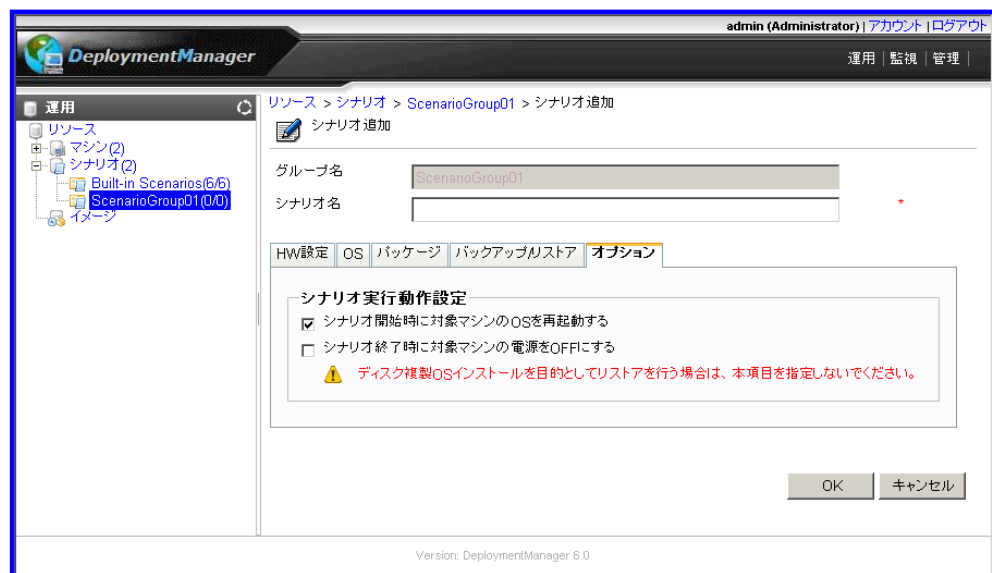 admin (Administrator) | アカウント | ログアウト
DeploymentManager
運用 | 監視 | 管理 |
運用
リソース
マシン(2)
シナリオ(2)
Built-in Scenarios(6/6)
ScenarioGroup01(0/0)
イメージ
リソース > シナリオ > ScenarioGroup01 > シナリオ追加
シナリオ追加
グループ名 ScenarioGroup01
シナリオ名 *
HW設定 OS パッケージ バックアップ/リストア オプション
シナリオ実行動作設定
シナリオ開始時に対象マシンのOSを再起動する
シナリオ終了時に対象マシンの電源をOFFにする
ディスク複製OSインストールを目的としてリストアを行う場合は、本項目を指定しないでください。
OK キャンセル
Version: DeploymentManager 6.0